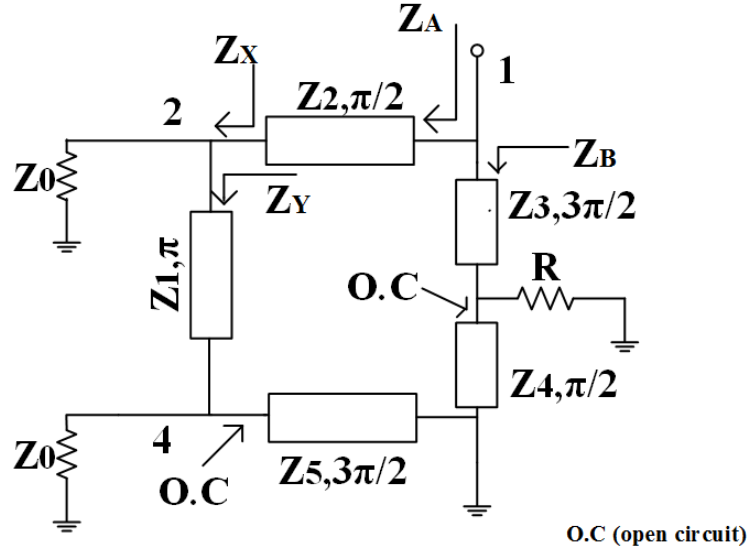 ZA
1
ZX
Z2,π/2
2
ZB
Z0
ZY
Z3,3π/2
Z1,π
O.C
R
Z4,π/2
4
Z0
O.C
Z5,3π/2
O.C (open circuit)